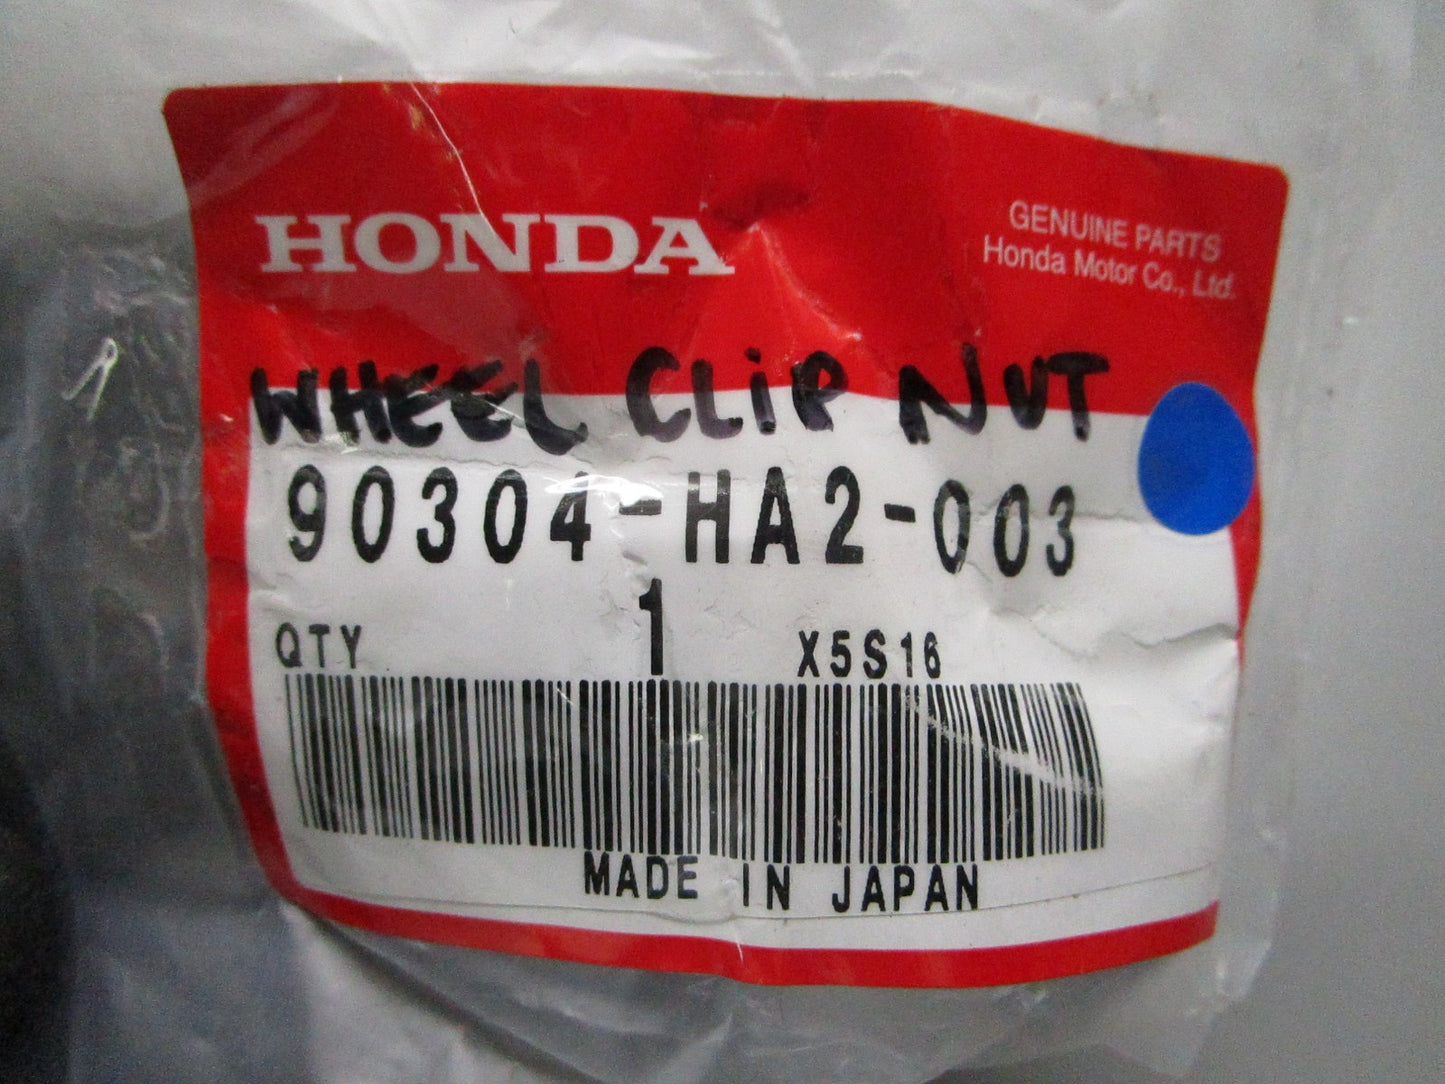 HONDA
GENUINE PARTS
Honda Motor Co., Ltd.
WHEEL CLIP NUT
90304-HA2-003
QTY 1 X5S16
MADE IN JAPAN